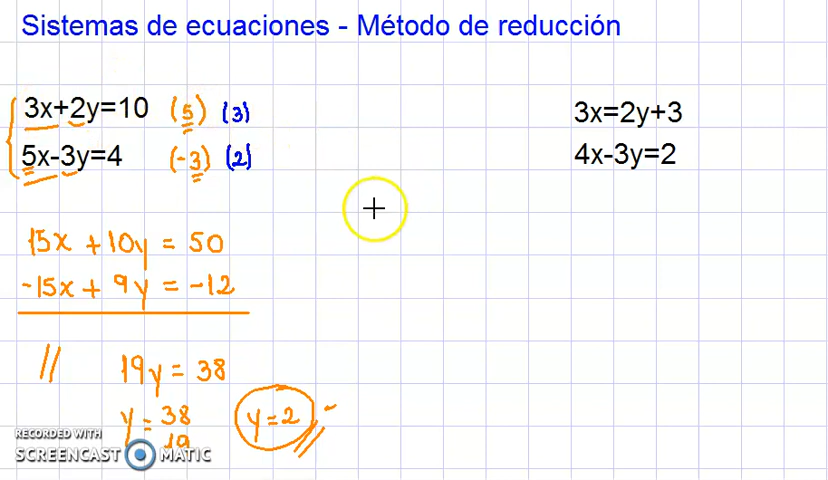 Sistemas de ecuaciones - Método de reducción
3x+2y=10 (5) (3)
5x-3y=4 (-3) (2)
15x + 10y = 50
-15x + 9y = -12
19y = 38
y = 38
19
y = 2
3x=2y+3
4x-3y=2
RECORDED WITH
SCREENCAST MATIC